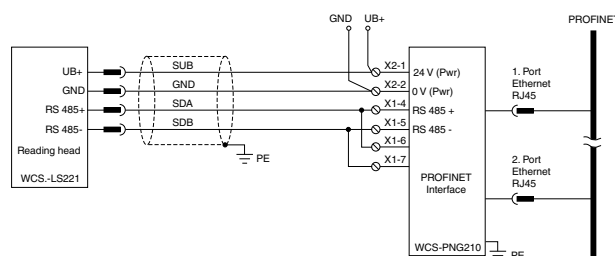 GND UB+
PROFINET
UB+
GND
RS 485+
RS 485-
Reading head
WCS.-LS221
SUB
GND
SDA
SDB
PE
X2-1
X2-2
X1-4
X1-5
X1-6
X1-7
24 V (Pwr)
0 V (Pwr)
RS 485 +
RS 485 -
PROFINET
Interface
WCS-PNG210
PE
1. Port
Ethernet
RJ45
2. Port
Ethernet
RJ45